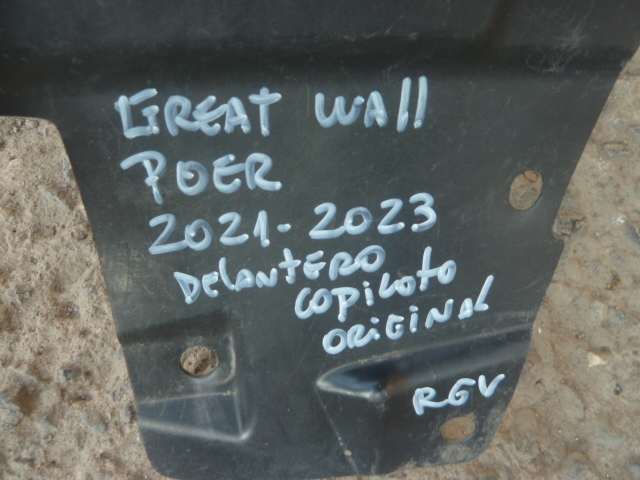 GREAT WAll
POER
2021-2023
DELANTERO
COPILOTO
ORIGINAL
RGV